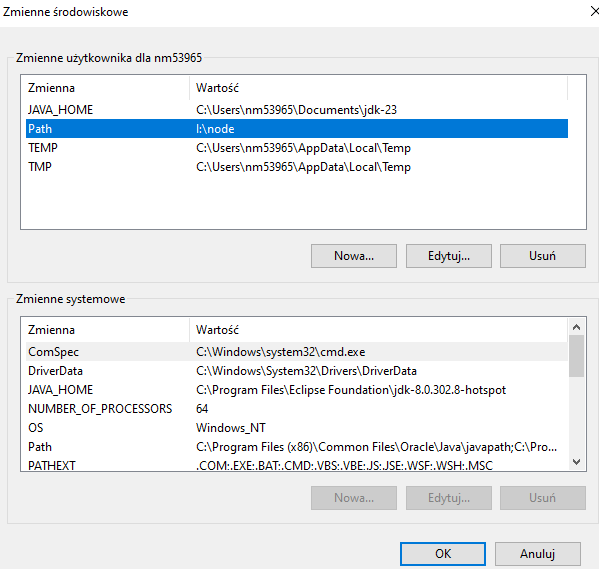 Zmienne środowiskowe
Zmienne użytkownika dla nm53965
Zmienna Wartość
JAVA_HOME C:\Users\nm53965\Documents\jdk-23
Path I:\node
TEMP C:\Users\nm53965\AppData\Local\Temp
TMP C:\Users\nm53965\AppData\Local\Temp
Nowa... Edytuj... Usuń
Zmienne systemowe
Zmienna Wartość
ComSpec C:\Windows\system32\cmd.exe
DriverData C:\Windows\System32\Drivers\DriverData
JAVA_HOME C:\Program Files\Eclipse Foundation\jdk-8.0.302.8-hotspot
NUMBER_OF_PROCESSORS 64
OS Windows_NT
Path C:\Program Files (x86)\Common Files\Oracle\Java\javapath;C:\Pro...
PATHEXT .COM;.EXE;.BAT;.CMD;.VBS;.VBE;.JS;.JSE;.WSF;.WSH;.MSC
Nowa... Edytuj... Usuń
OK Anuluj